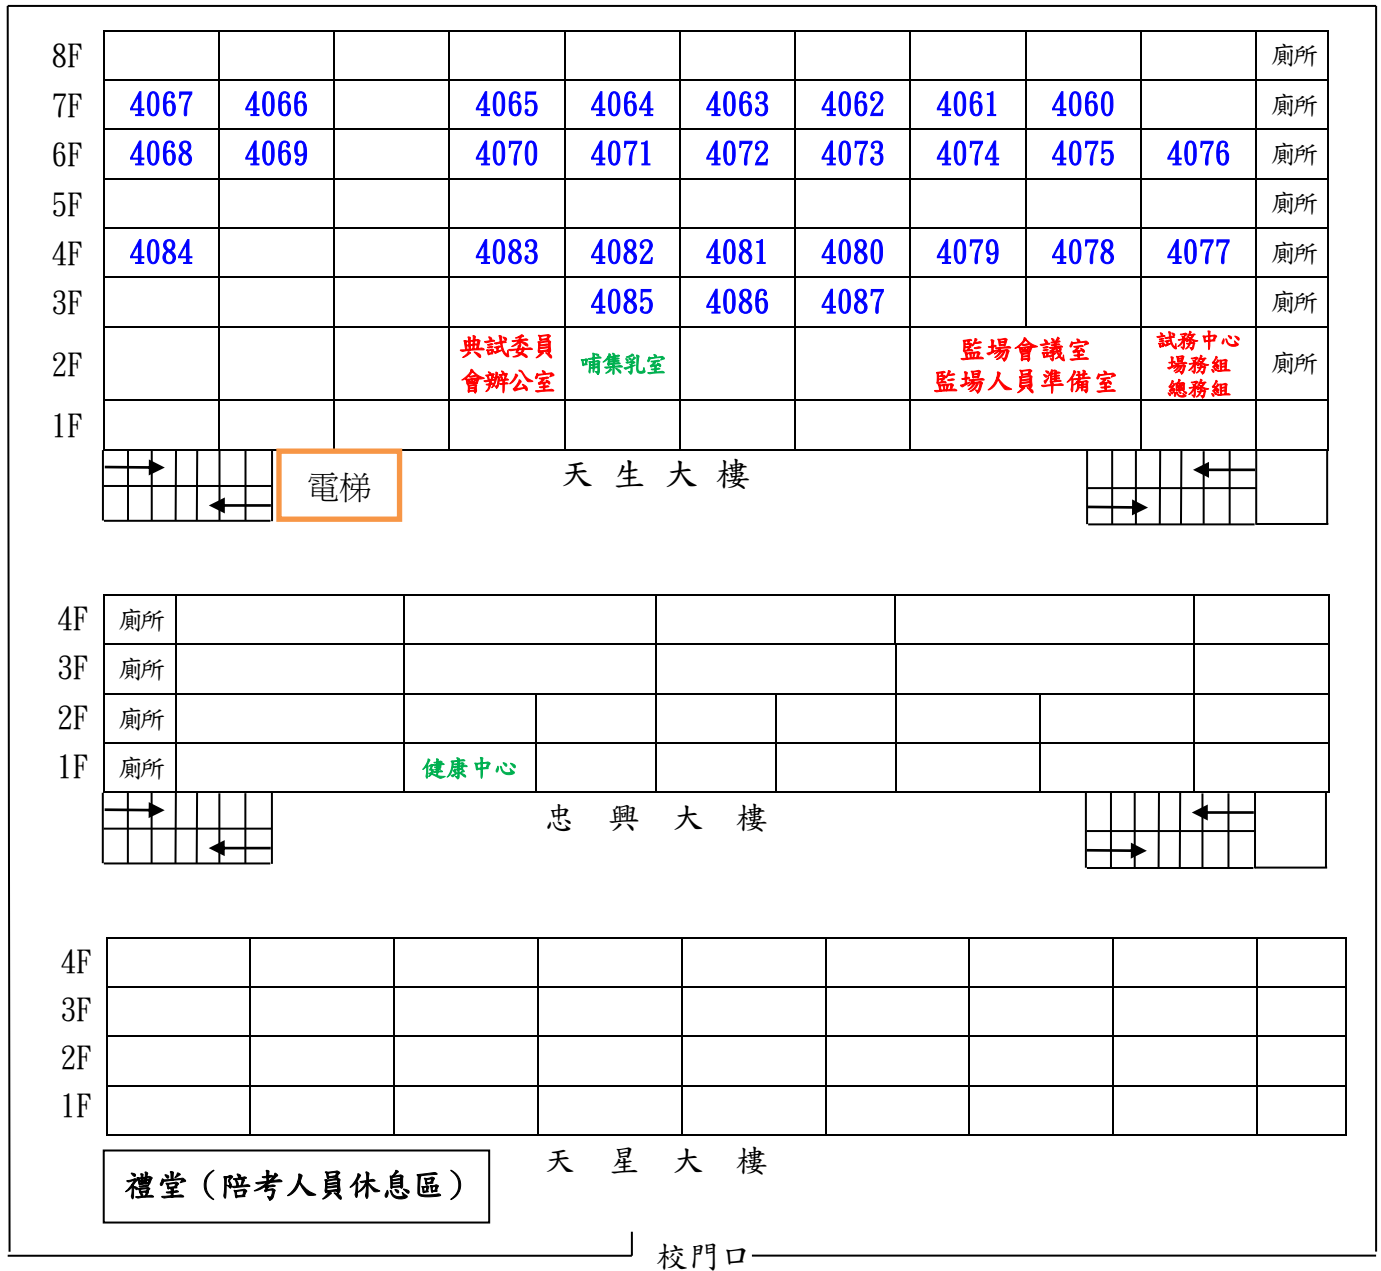 8F 廁所
7F 4067 4066 4065 4064 4063 4062 4061 4060 廁所
6F 4068 4069 4070 4071 4072 4073 4074 4075 4076 廁所
5F 廁所
4F 4084 4083 4082 4081 4080 4079 4078 4077 廁所
3F 4085 4086 4087 廁所
2F
典試委員
會辦公室
哺集乳室
監場會議室
監場人員準備室
試務中心
場務組
總務組
廁所
1F
電梯
天生大樓
4F 廁所
3F 廁所
2F 廁所
1F 廁所 健康中心
忠興大樓
4F
3F
2F
1F
天星大樓
禮堂（陪考人員休息區）
校門口